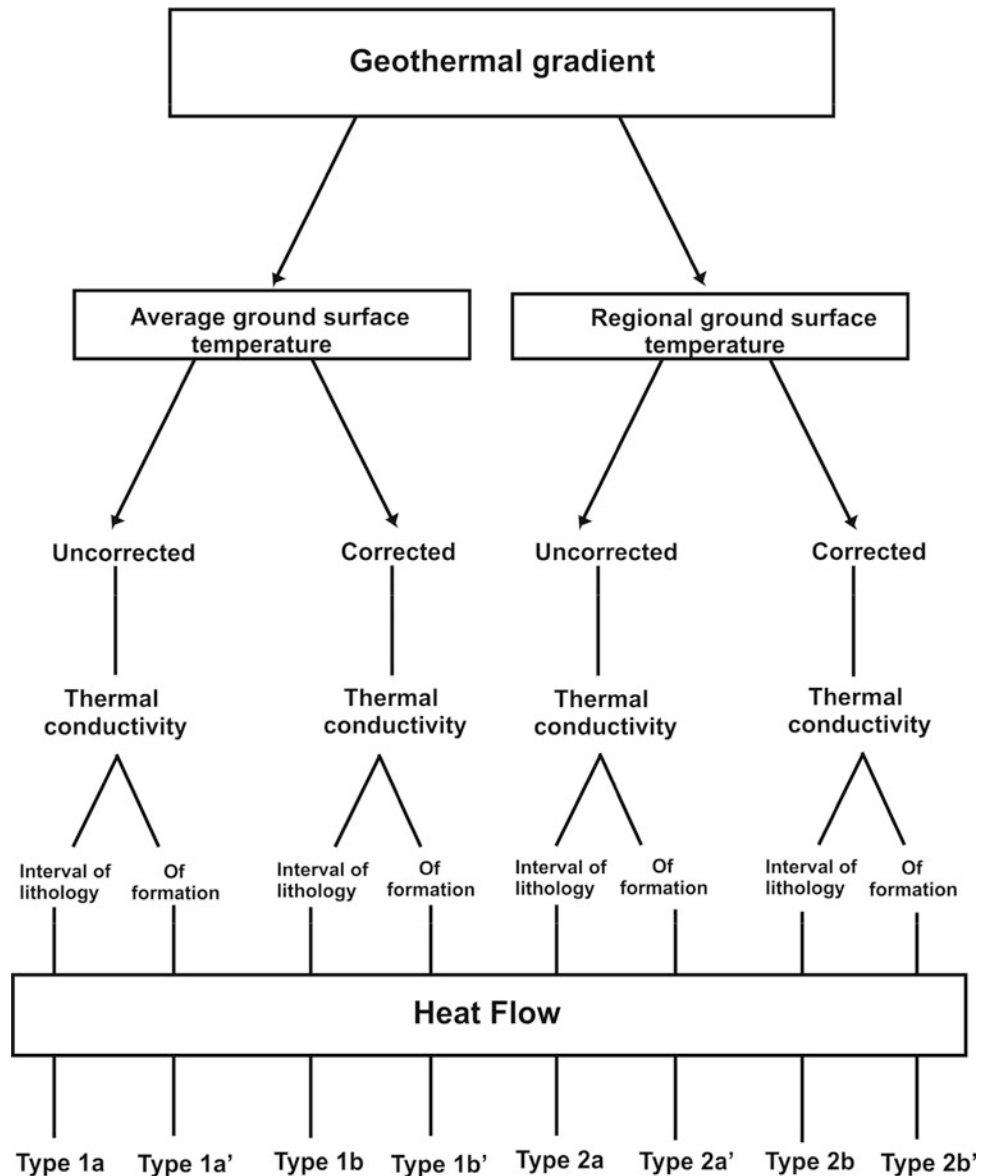 Geothermal gradient
Average ground surface
temperature
Regional ground surface
temperature
Uncorrected
Corrected
Uncorrected
Corrected
Thermal
conductivity
Thermal
conductivity
Thermal
conductivity
Thermal
conductivity
Interval of
lithology
Of
formation
Interval of
lithology
Of
formation
Interval of
lithology
Of
formation
Interval of
lithology
Of
formation
Heat Flow
Type 1a
Type 1a’
Type 1b
Type 1b’
Type 2a
Type 2a’
Type 2b
Type 2b’